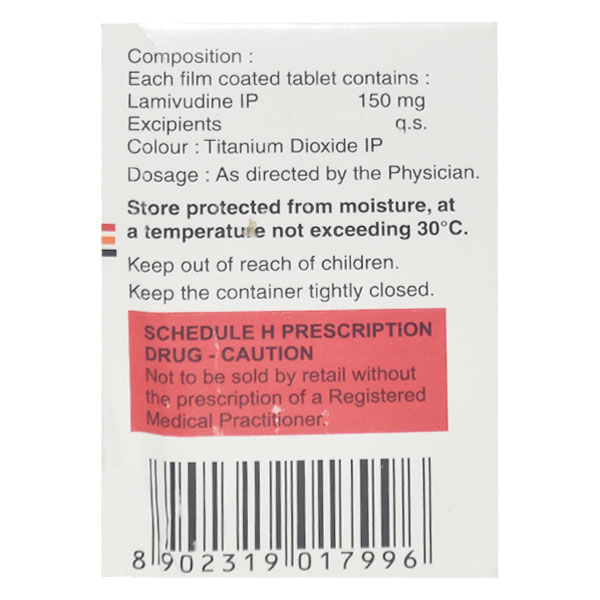 Composition :
Each film coated tablet contains :
Lamivudine IP 150 mg
Excipients q.s.
Colour : Titanium Dioxide IP
Dosage : As directed by the Physician.
Store protected from moisture, at
a temperature not exceeding 30°C.
Keep out of reach of children.
Keep the container tightly closed.
SCHEDULE H PRESCRIPTION
DRUG - CAUTION
Not to be sold by retail without
the prescription of a Registered
Medical Practitioner.
8 902319 017996